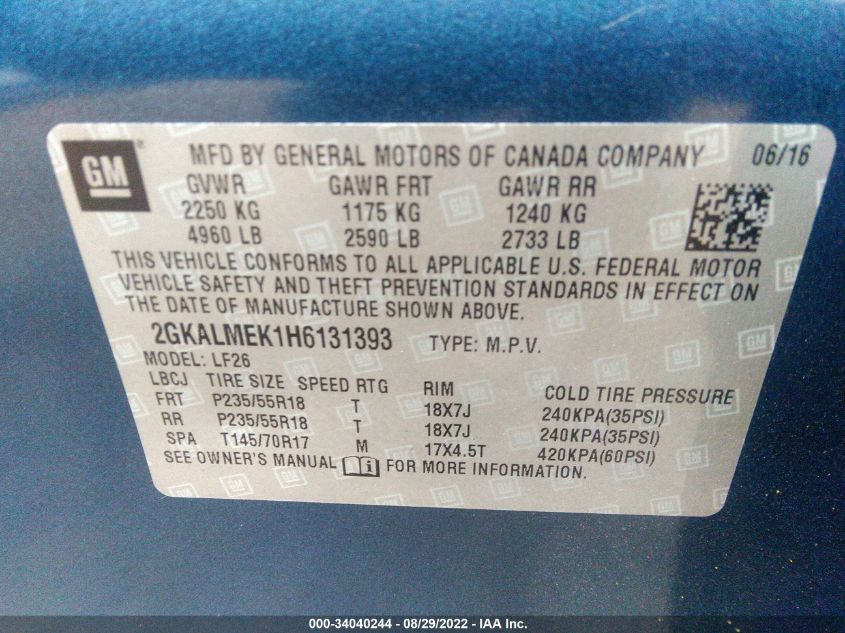 GM ® MFD BY GENERAL MOTORS OF CANADA COMPANY 06/16
GVWR GAWR FRT GAWR RR
2250 KG 1175 KG 1240 KG
4960 LB 2590 LB 2733 LB
THIS VEHICLE CONFORMS TO ALL APPLICABLE U.S. FEDERAL MOTOR
VEHICLE SAFETY AND THEFT PREVENTION STANDARDS IN EFFECT ON
THE DATE OF MANUFACTURE SHOWN ABOVE.
2GKALMEK1H6131393 TYPE: M.P.V.
MODEL: LF26
LBCJ TIRE SIZE SPEED RTG RIM COLD TIRE PRESSURE
FRT P235/55R18 T 18X7J 240KPA(35PSI)
RR P235/55R18 T 18X7J 240KPA(35PSI)
SPA T145/70R17 M 17X4.5T 420KPA(60PSI)
SEE OWNER'S MANUAL FOR MORE INFORMATION.
000-34040244 - 08/29/2022 - IAA Inc.